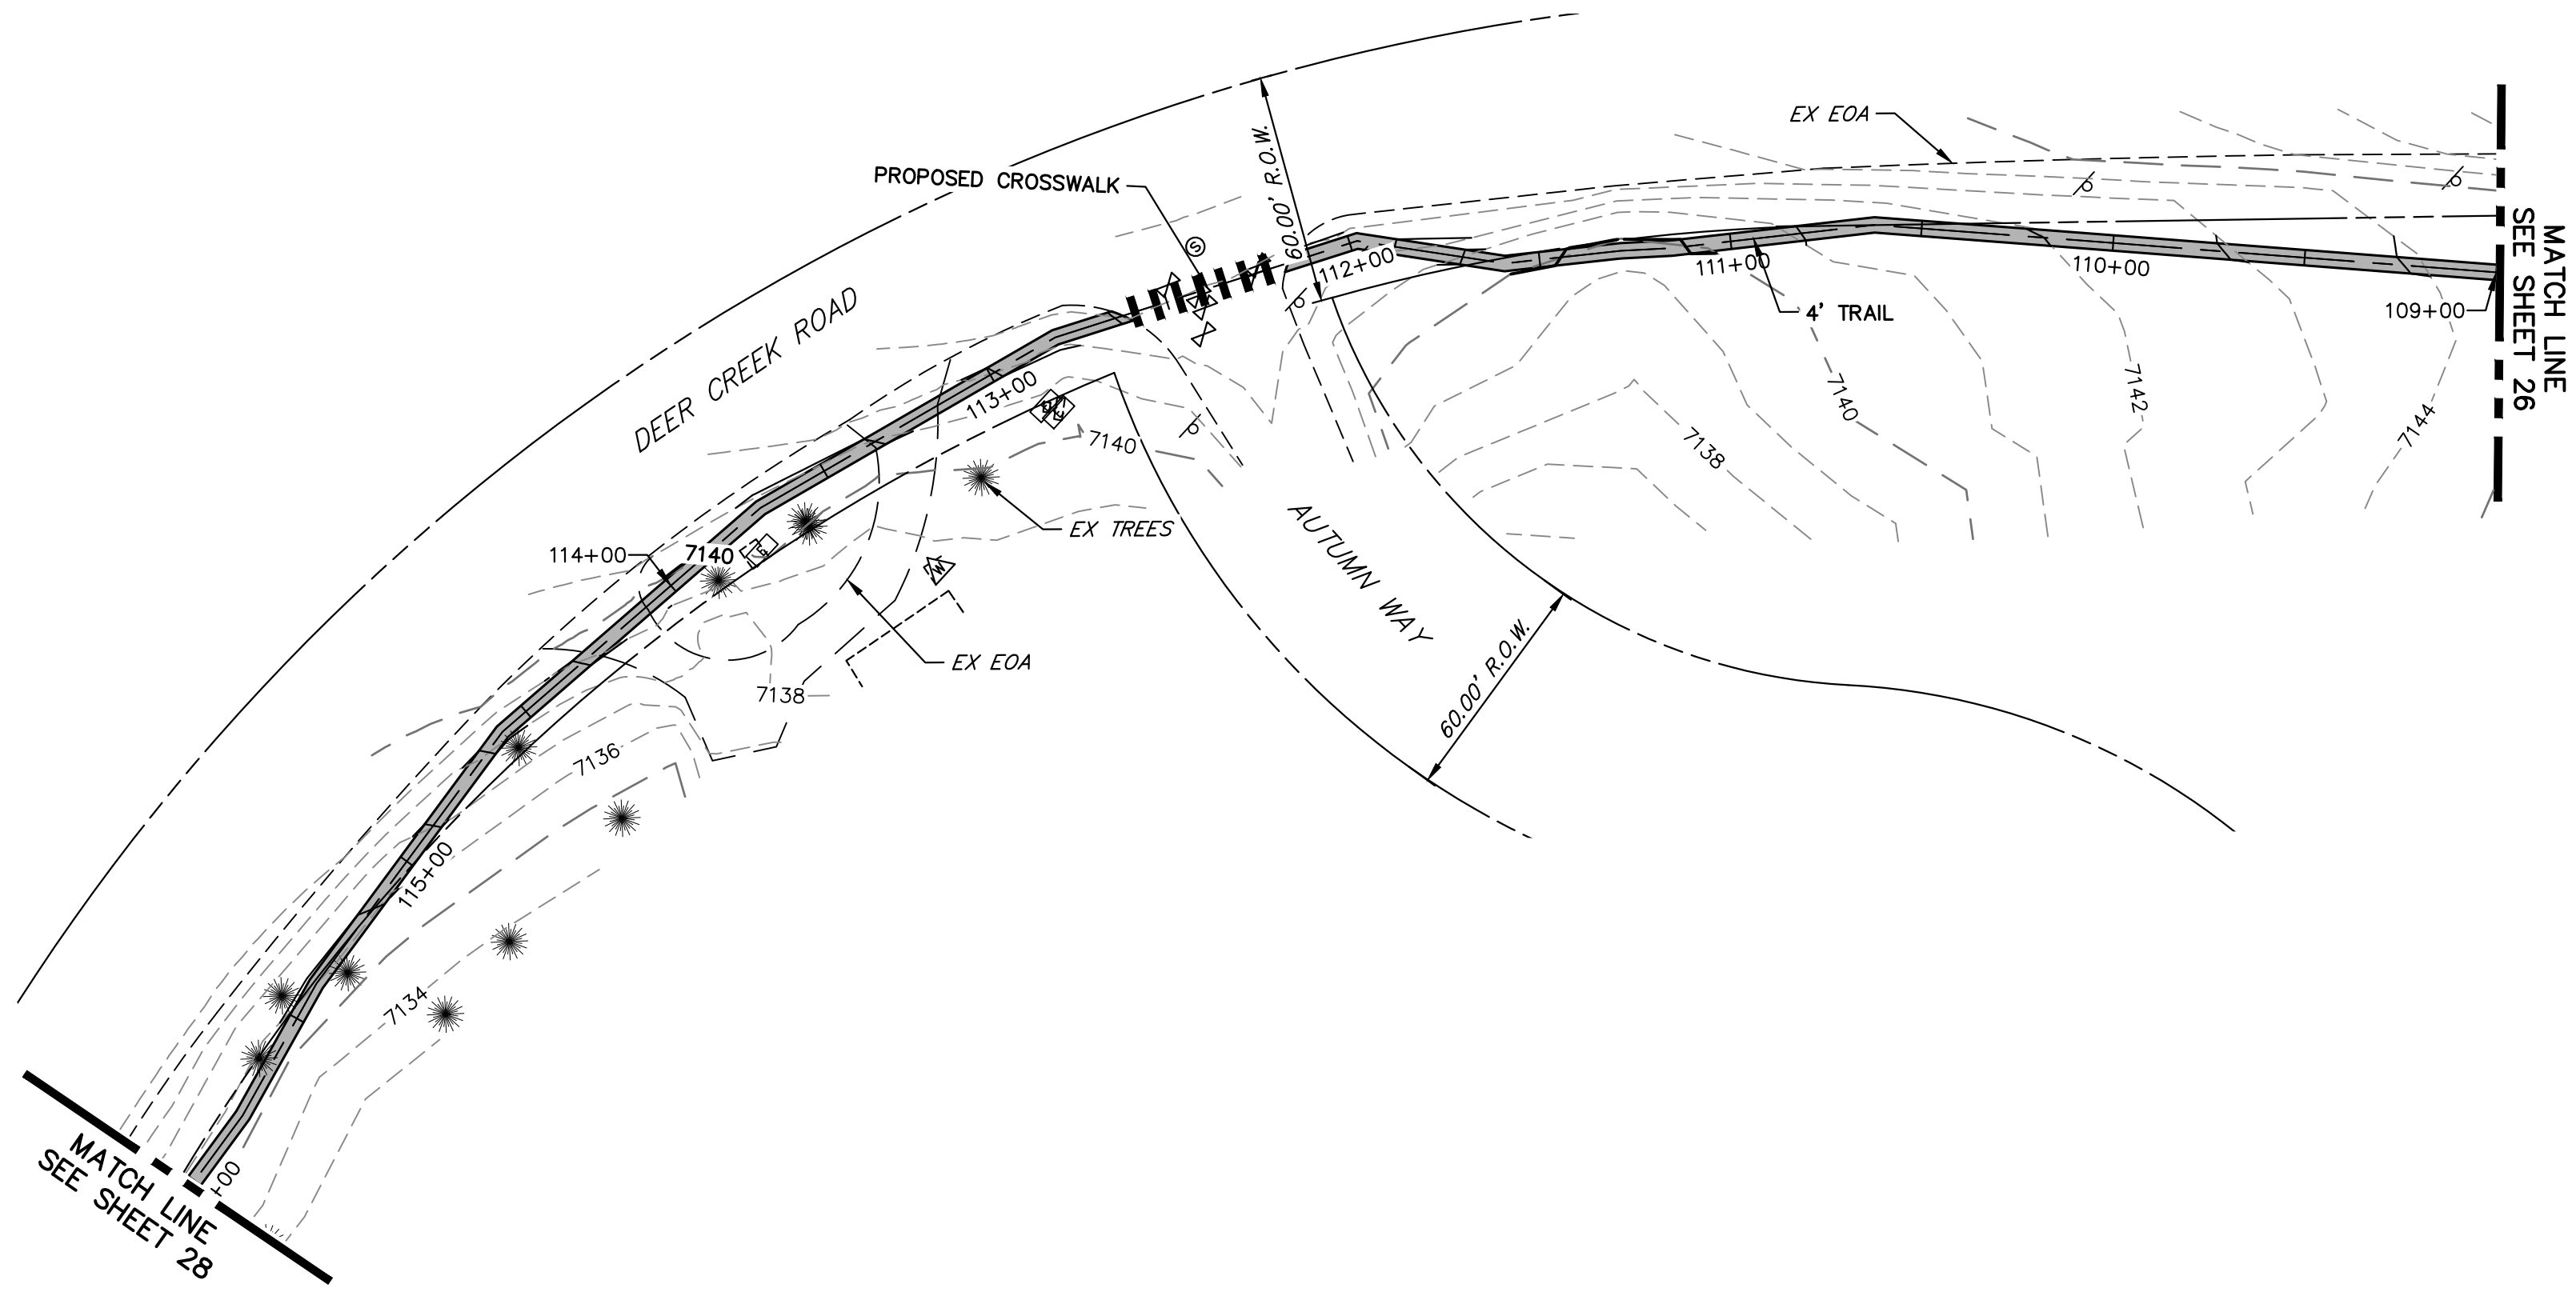 EX EOA
60.00' R.O.W.
PROPOSED CROSSWALK
S
MATCH LINE
SEE SHEET 26
112+00
111+00
110+00
109+00
4' TRAIL
DEER CREEK ROAD
113+00
7140
7138
7140
7142
7144
EX TREES
AUTUMN WAY
114+00
7140
EX EOA
60.00' R.O.W.
7138
7136
115+00
7134
+00
MATCH LINE
SEE SHEET 28